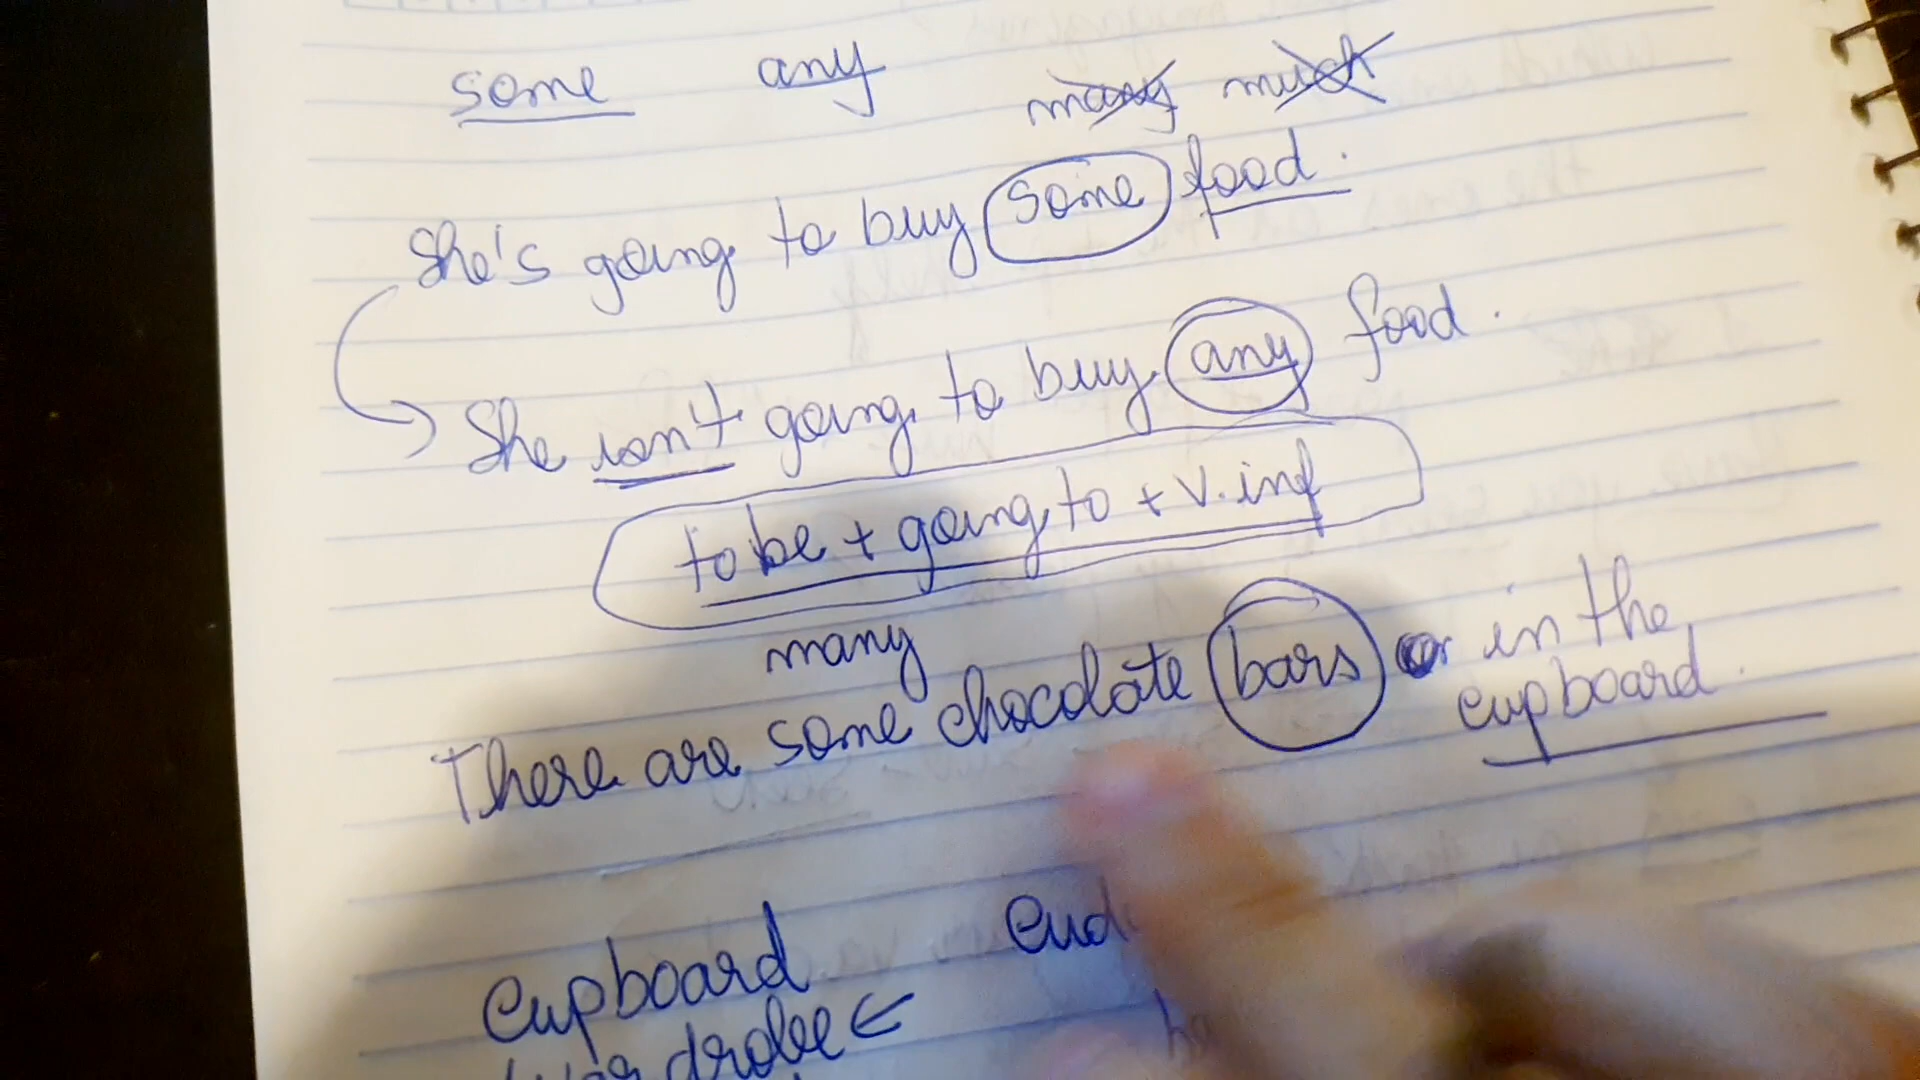 some any many much
She's going to buy some food.
She isn't going to buy any food.
to be + going to + v.inf
many
There are some chocolate bars in the
cupboard.
cupboard
wardrobe